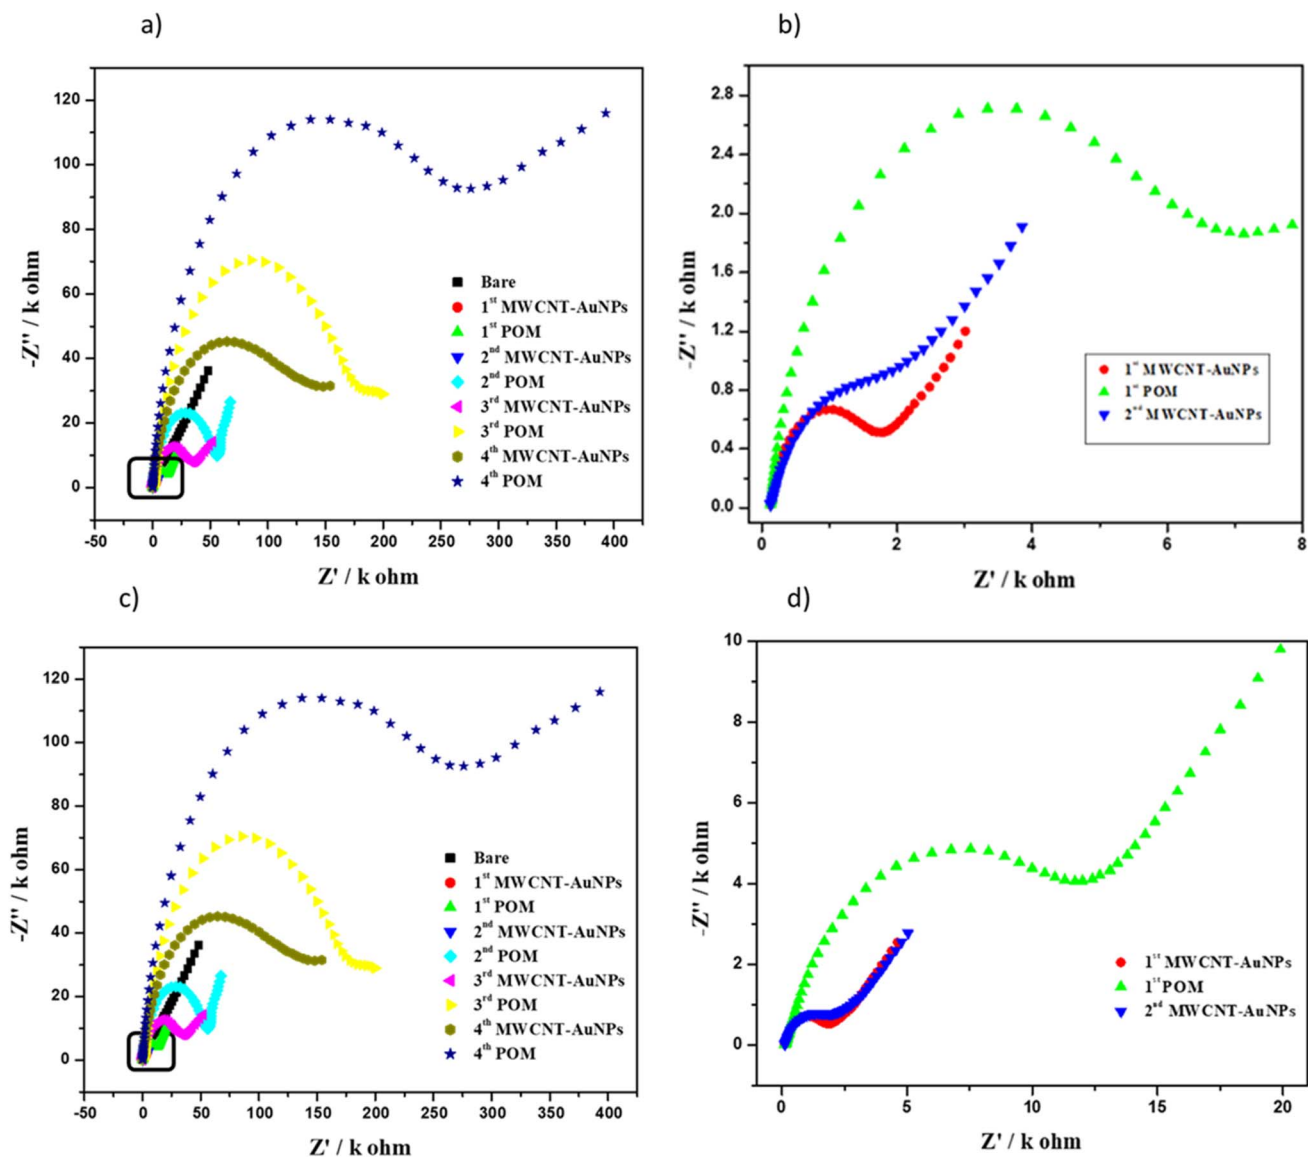 a)
120
100
80
60
40
20
0
-Z'' / k ohm
-50 0 50 100 150 200 250 300 350 400
Z' / k ohm
Bare
1st MWCNT-AuNPs
1st POM
2nd MWCNT-AuNPs
2nd POM
3rd MWCNT-AuNPs
3rd POM
4th MWCNT-AuNPs
4th POM
b)
2.8
2.4
2.0
1.6
1.2
0.8
0.4
0.0
-Z'' / k ohm
0 2 4 6 8
Z' / k ohm
1st MWCNT-AuNPs
1st POM
2nd MWCNT-AuNPs
c)
120
100
80
60
40
20
0
-Z'' / k ohm
-50 0 50 100 150 200 250 300 350 400
Z' / k ohm
Bare
1st MWCNT-AuNPs
1st POM
2nd MWCNT-AuNPs
2nd POM
3rd MWCNT-AuNPs
3rd POM
4th MWCNT-AuNPs
4th POM
d)
10
8
6
4
2
0
-Z'' / k ohm
0 5 10 15 20
Z' / k ohm
1st MWCNT-AuNPs
1st POM
2nd MWCNT-AuNPs